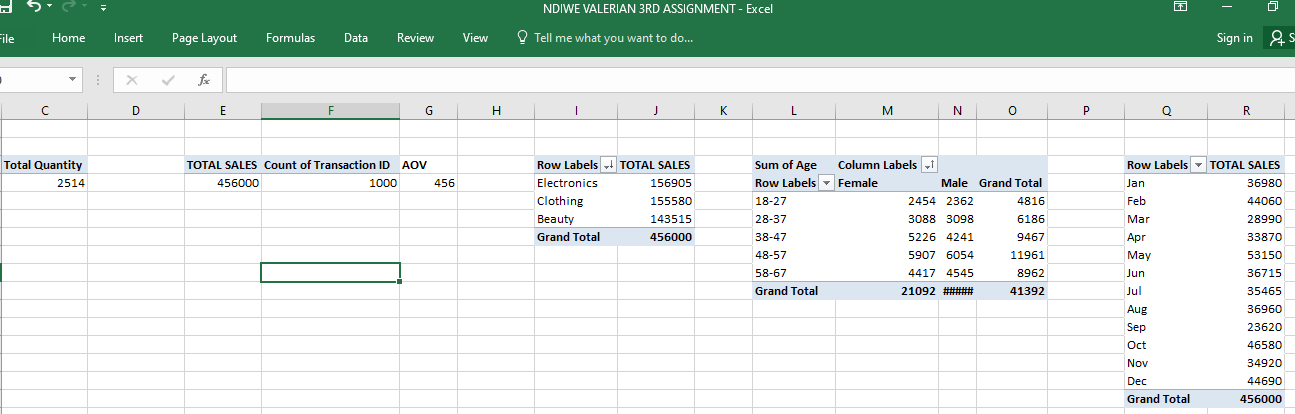 NDIWE VALERIAN 3RD ASSIGNMENT - Excel
File Home Insert Page Layout Formulas Data Review View Tell me what you want to do... Sign in
fx
C D E F G H I J K L M N O P Q R
Total Quantity TOTAL SALES Count of Transaction ID AOV Row Labels TOTAL SALES Sum of Age Column Labels Row Labels TOTAL SALES
2514 456000 1000 456 Electronics 156905 Row Labels Female Male Grand Total Jan 36980
Clothing 155580 18-27 2454 2362 4816 Feb 44060
Beauty 143515 28-37 3088 3098 6186 Mar 28990
Grand Total 456000 38-47 5226 4241 9467 Apr 33870
48-57 5907 6054 11961 May 53150
58-67 4417 4545 8962 Jun 36715
Grand Total 21092 ##### 41392 Jul 35465
Aug 36960
Sep 23620
Oct 46580
Nov 34920
Dec 44690
Grand Total 456000